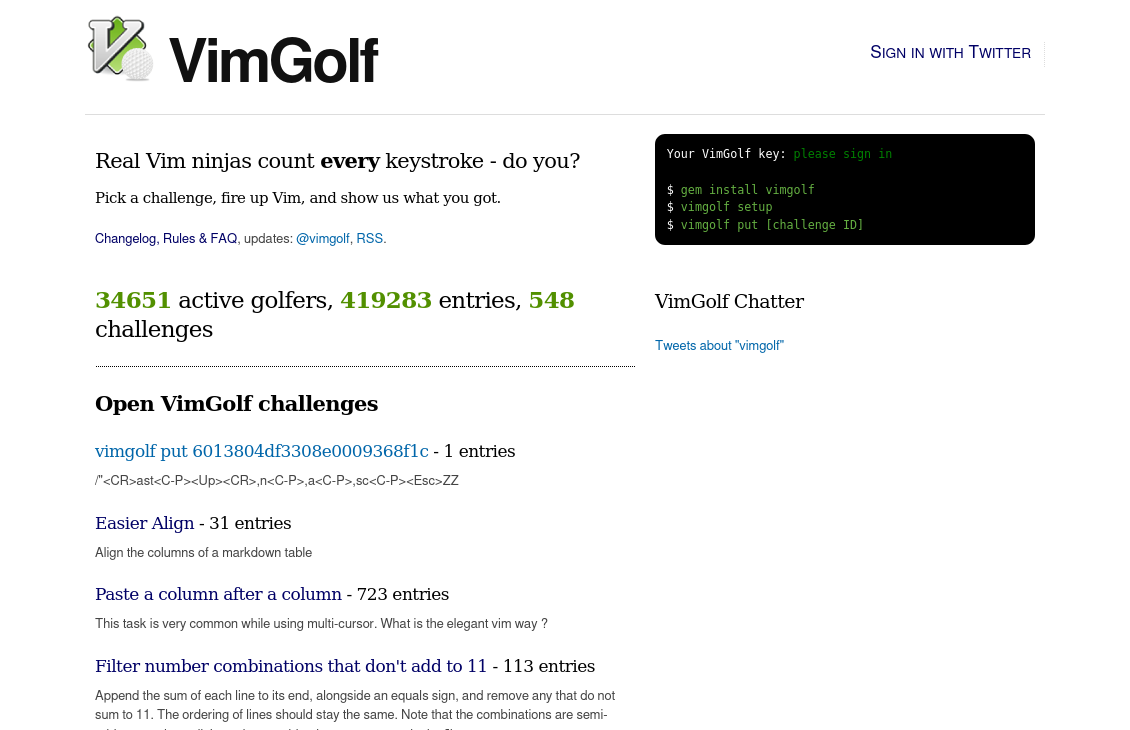 VimGolf
Sign in with Twitter
Real Vim ninjas count every keystroke - do you?
Pick a challenge, fire up Vim, and show us what you got.
Changelog, Rules & FAQ, updates: @vimgolf, RSS.
34651 active golfers, 419283 entries, 548
challenges
Open VimGolf challenges
vimgolf put 6013804df3308e0009368f1c - 1 entries
/"<CR>ast<C-P><Up><CR>,n<C-P>,a<C-P>,sc<C-P><Esc>ZZ
Easier Align - 31 entries
Align the columns of a markdown table
Paste a column after a column - 723 entries
This task is very common while using multi-cursor. What is the elegant vim way ?
Filter number combinations that don't add to 11 - 113 entries
Append the sum of each line to its end, alongside an equals sign, and remove any that do not
sum to 11. The ordering of lines should stay the same. Note that the combinations are semi-
Your VimGolf key: please sign in
$ gem install vimgolf
$ vimgolf setup
$ vimgolf put [challenge ID]
VimGolf Chatter
Tweets about "vimgolf"